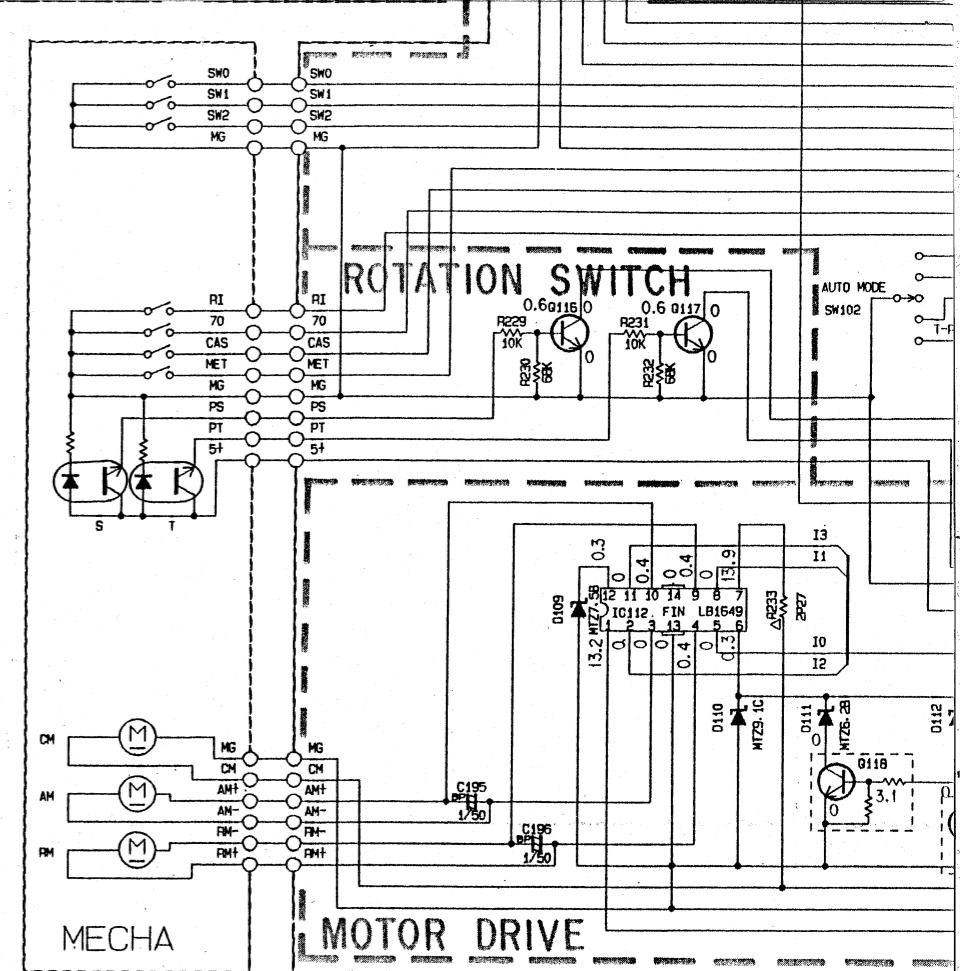 SW0 SW0
SW1 SW1
SW2 SW2
MG MG
ROTATION SWITCH
AUTO MODE
SW102
RI RI
70 70
CAS CAS
MET MET
MG MG
PS PS
PT PT
5+ 5+
0.6 Q116 0
R229
10K
R230
68K
0
0.6 Q117 0
R231
10K
R232
68K
0
S T
I3
I1
0.3 0 0.4 0 0.4 0 13.9
12 11 10 14 9 8 7
IC112 FIN LB1649
1 2 3 13 4 5 6
13.2 0 0 0 0.4 0 0.3
D109
MTZ7.5B
△R233
2P27
I0
I2
D110
MTZ9.1C
D111
MTZ6.2B
D112
0
Q118
3.1
0
CM
AM
RM
M
M
M
MG MG
CM CM
AM+ AM+
AM- AM-
RM- RM-
RM+ RM+
C195
BP
1/50
C196
BP
1/50
MECHA
MOTOR DRIVE